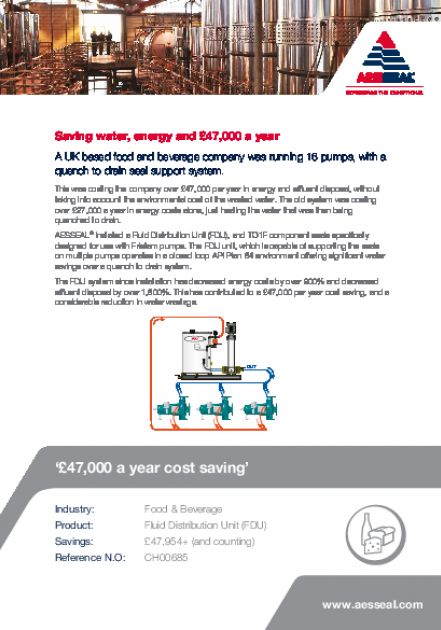 AESSEAL
Saving water, energy and £47,000 a year
A UK based food and beverage company was running 16 pumps, with a
quench to drain seal support system.
This was costing the company over £47,000 per year in energy and effluent disposal, without
taking into account the environmental cost of the wasted water. The old system was costing
over £27,000 a year in energy costs alone, just heating the water that was then being
quenched to drain.
AESSEAL® installed a Fluid Distribution Unit (FDU), and TO1F component seals specifically
designed for use with Fristam pumps. The FDU unit, which is capable of supporting the seals
on multiple pumps operates in a closed loop API Plan 54 environment offering significant water
savings over a quench to drain system.
The FDU system since installation has decreased energy costs by over 900% and decreased
effluent disposal by over 1,600%. This has contributed to a £47,000 per year cost saving, and a
considerable reduction in water wastage.
OUT
‘£47,000 a year cost saving’
Industry: Food & Beverage
Product: Fluid Distribution Unit (FDU)
Savings: £47,954+ (and counting)
Reference N.O: CH00685
www.aesseal.com